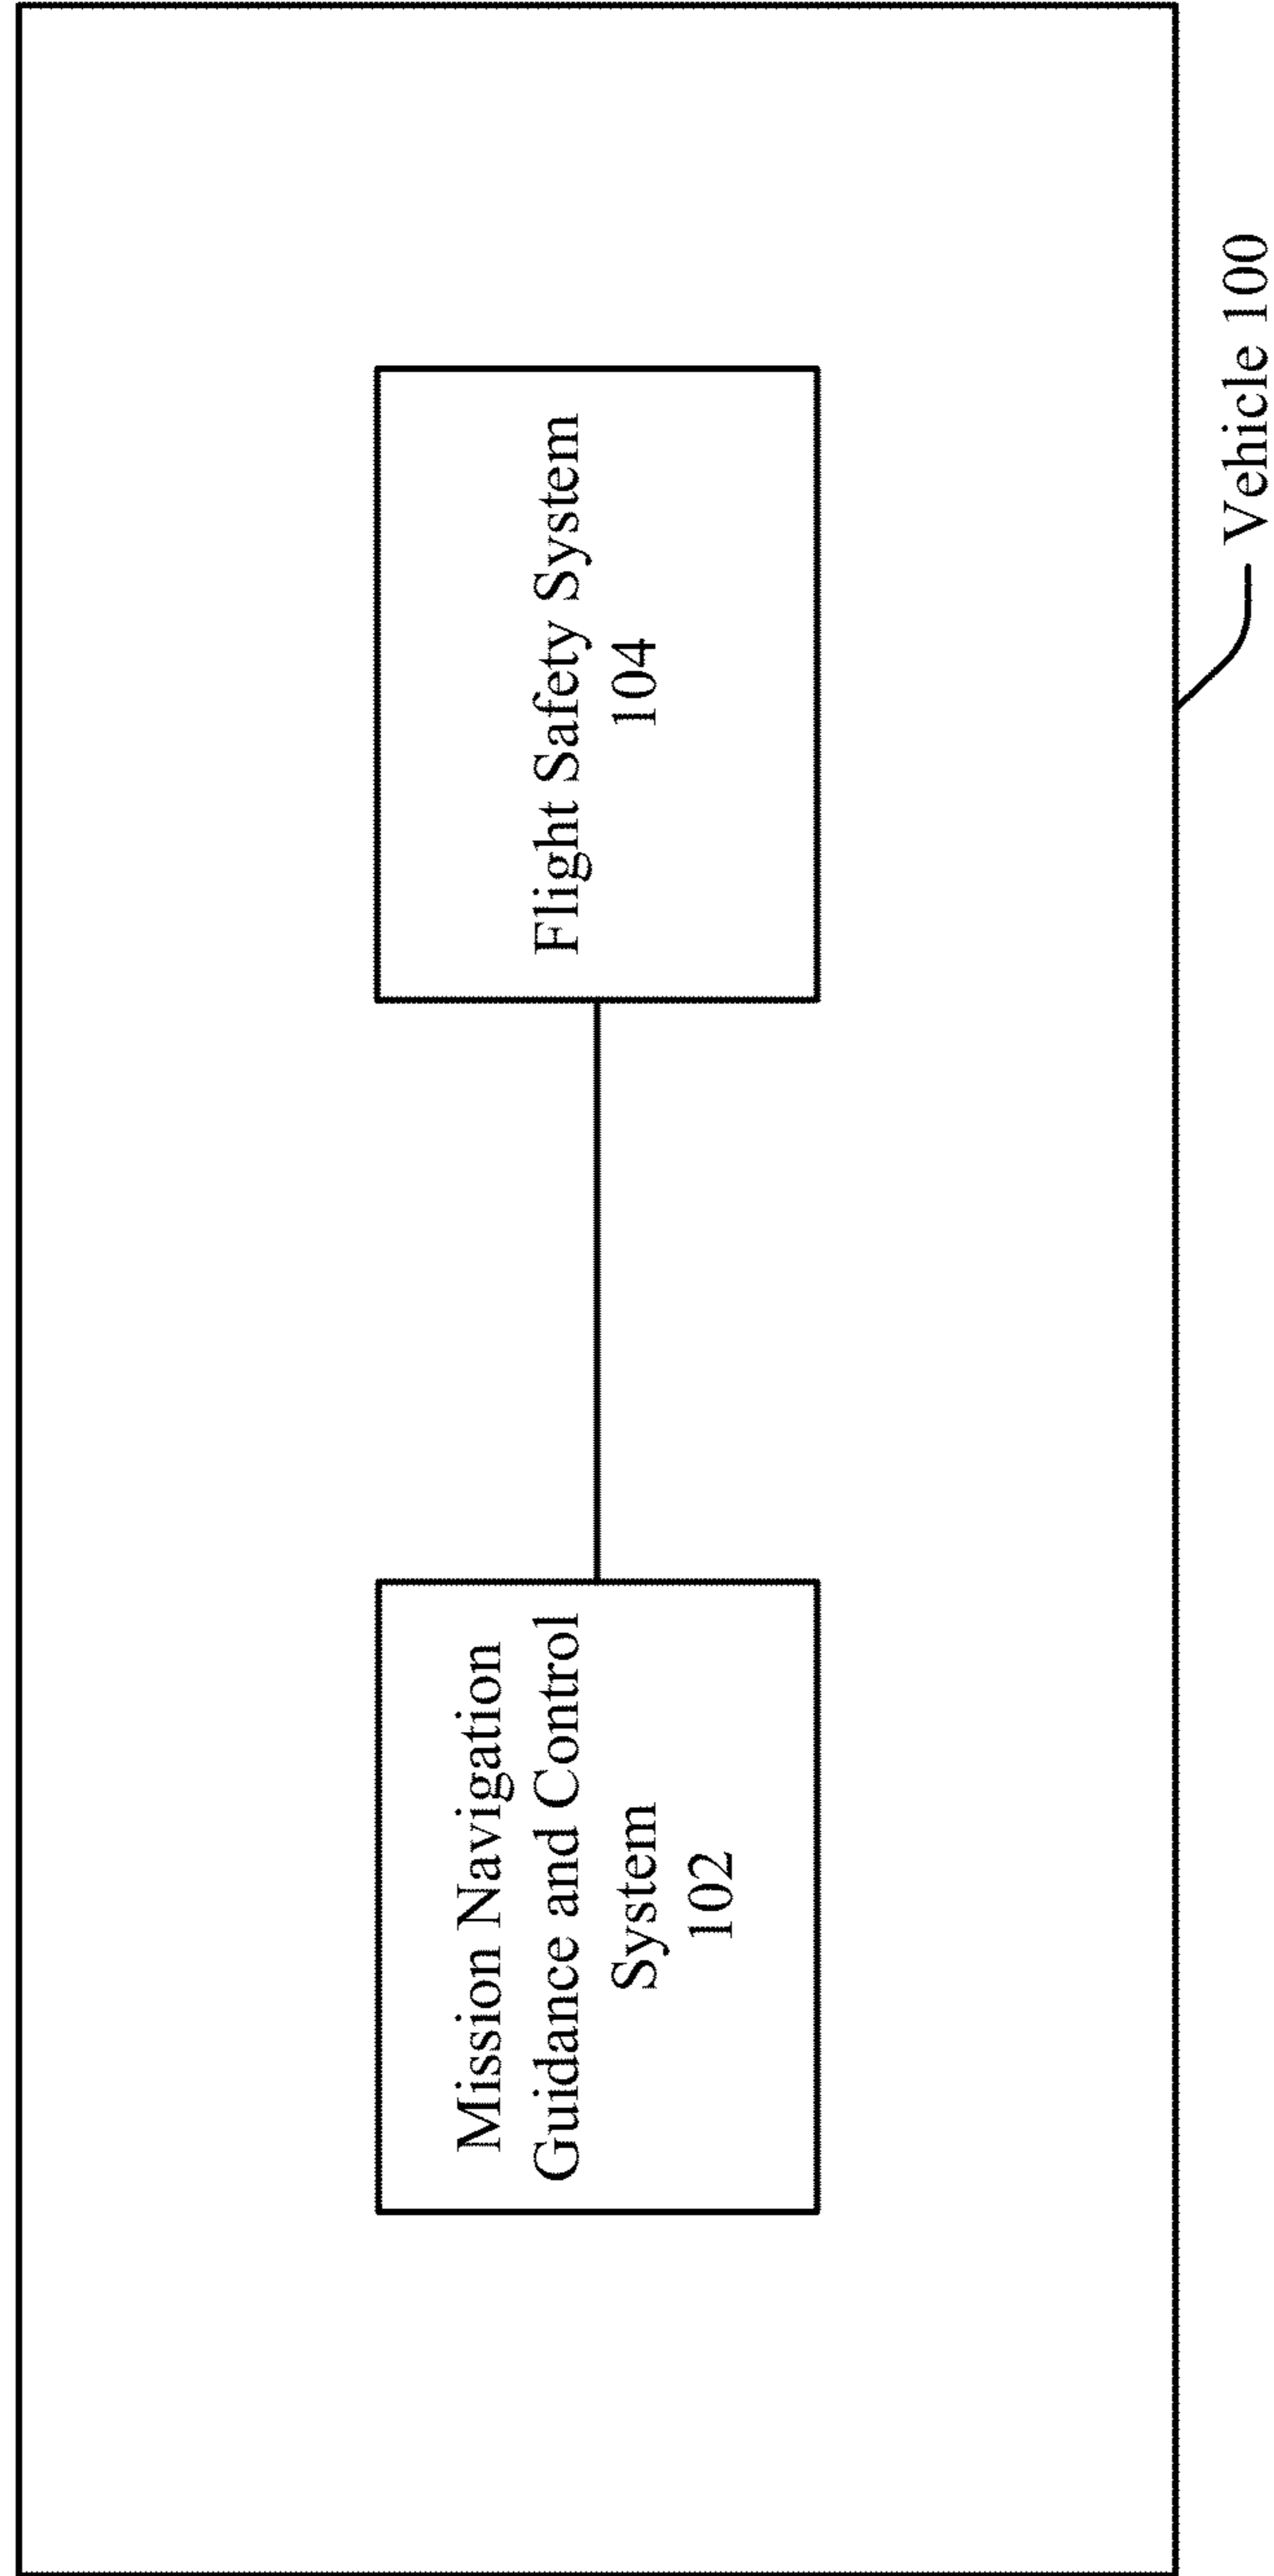 Mission Navigation
Guidance and Control
System
102
Flight Safety System
104
Vehicle 100